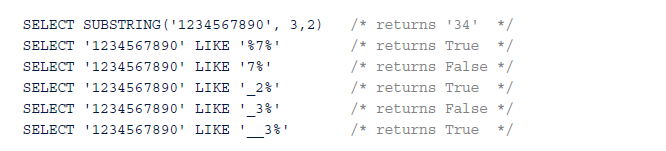 SELECT SUBSTRING('1234567890', 3,2)   /* returns '34'  */
SELECT '1234567890' LIKE '%7%'        /* returns True  */
SELECT '1234567890' LIKE '7%'         /* returns False */
SELECT '1234567890' LIKE '_2%'        /* returns True  */
SELECT '1234567890' LIKE '_3%'        /* returns False */
SELECT '1234567890' LIKE '__3%'       /* returns True  */